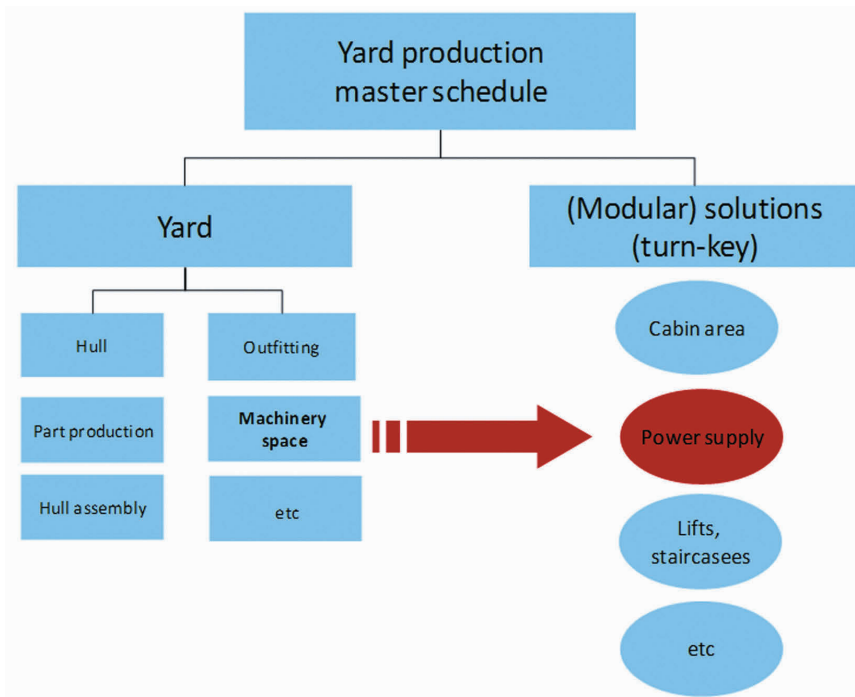 Yard production
master schedule
Yard
(Modular) solutions
(turn-key)
Hull
Outfitting
Cabin area
Part production
Machinery
space
Power supply
Hull assembly
etc
Lifts,
staircasees
etc